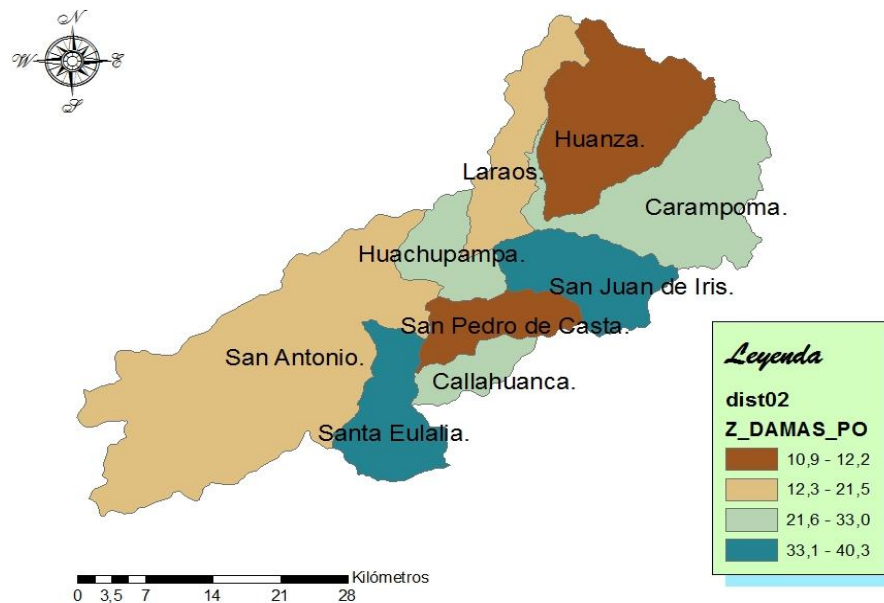 N
W E
S
Huanza.
Laraos.
Carampoma.
Huachupampa.
San Juan de Iris.
San Pedro de Casta.
San Antonio.
Callahuanca.
Santa Eulalia.
Leyenda
dist02
Z_DAMAS_PO
10,9 - 12,2
12,3 - 21,5
21,6 - 33,0
33,1 - 40,3
Kilómetros
0 3,5 7 14 21 28